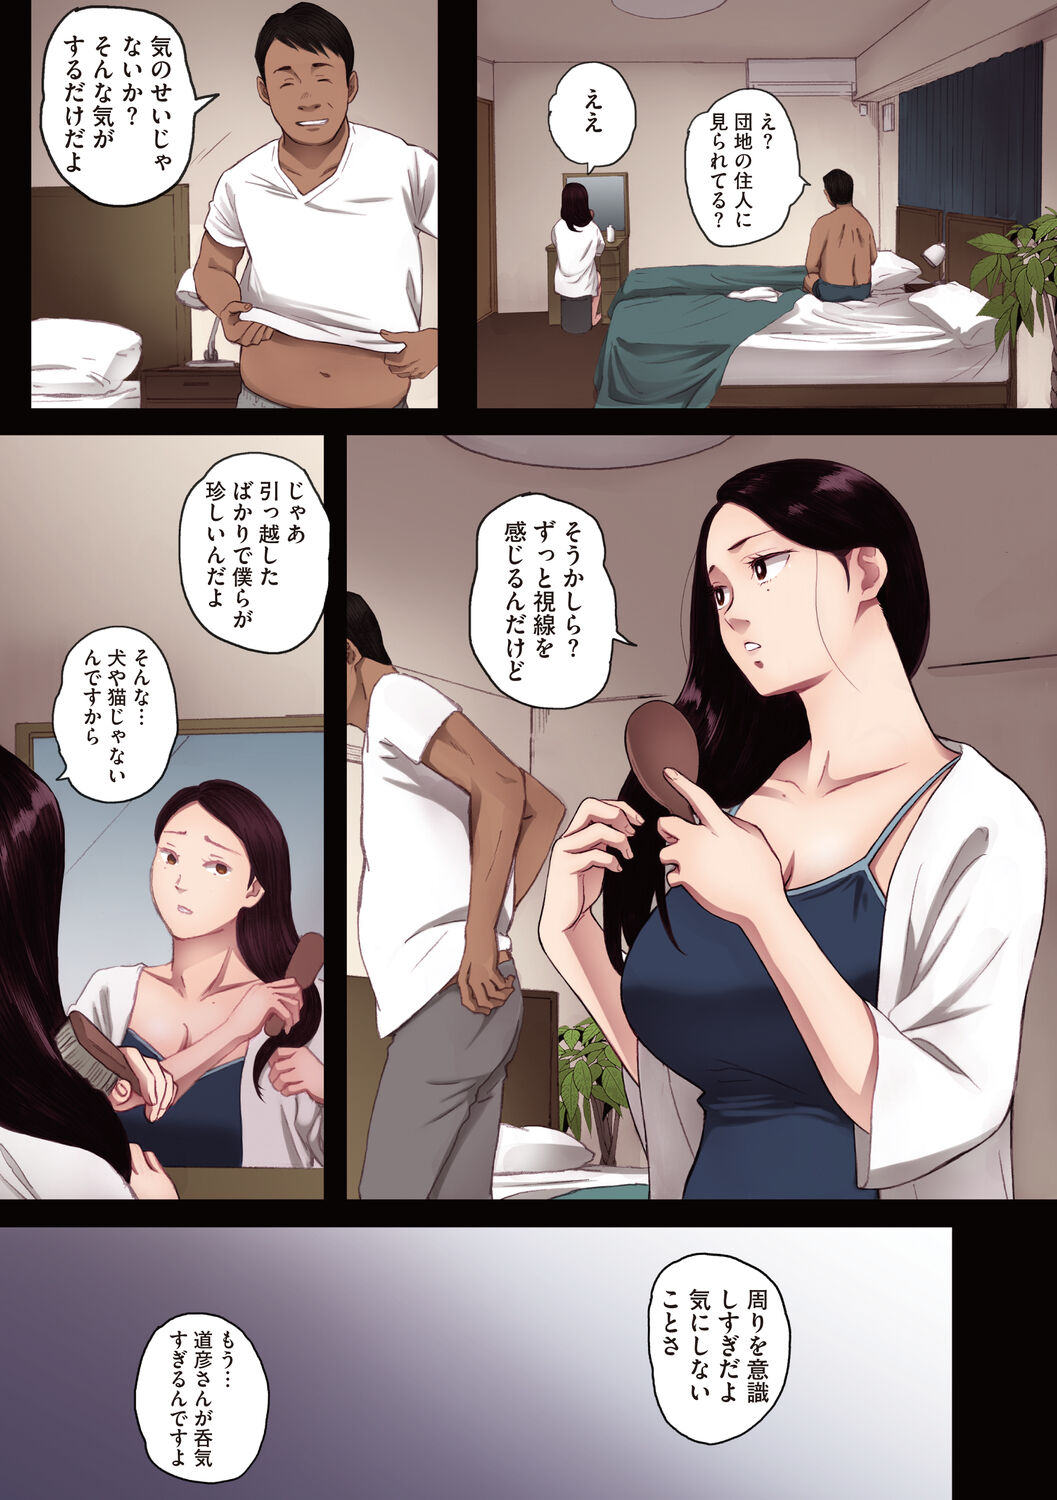 え?
団地の住人に
見られてる?
ええ
気のせいじゃ
ないか?
そんな気が
するだけだよ
そうかしら?
ずっと視線を
感じるんだけど
じゃあ
引っ越した
ばかりで僕らが
珍しいんだよ
そんな…
犬や猫じゃない
んですから
周りを意識
しすぎだよ
気にしない
ことさ
もう…
道彦さんが呑気
すぎるんですよ